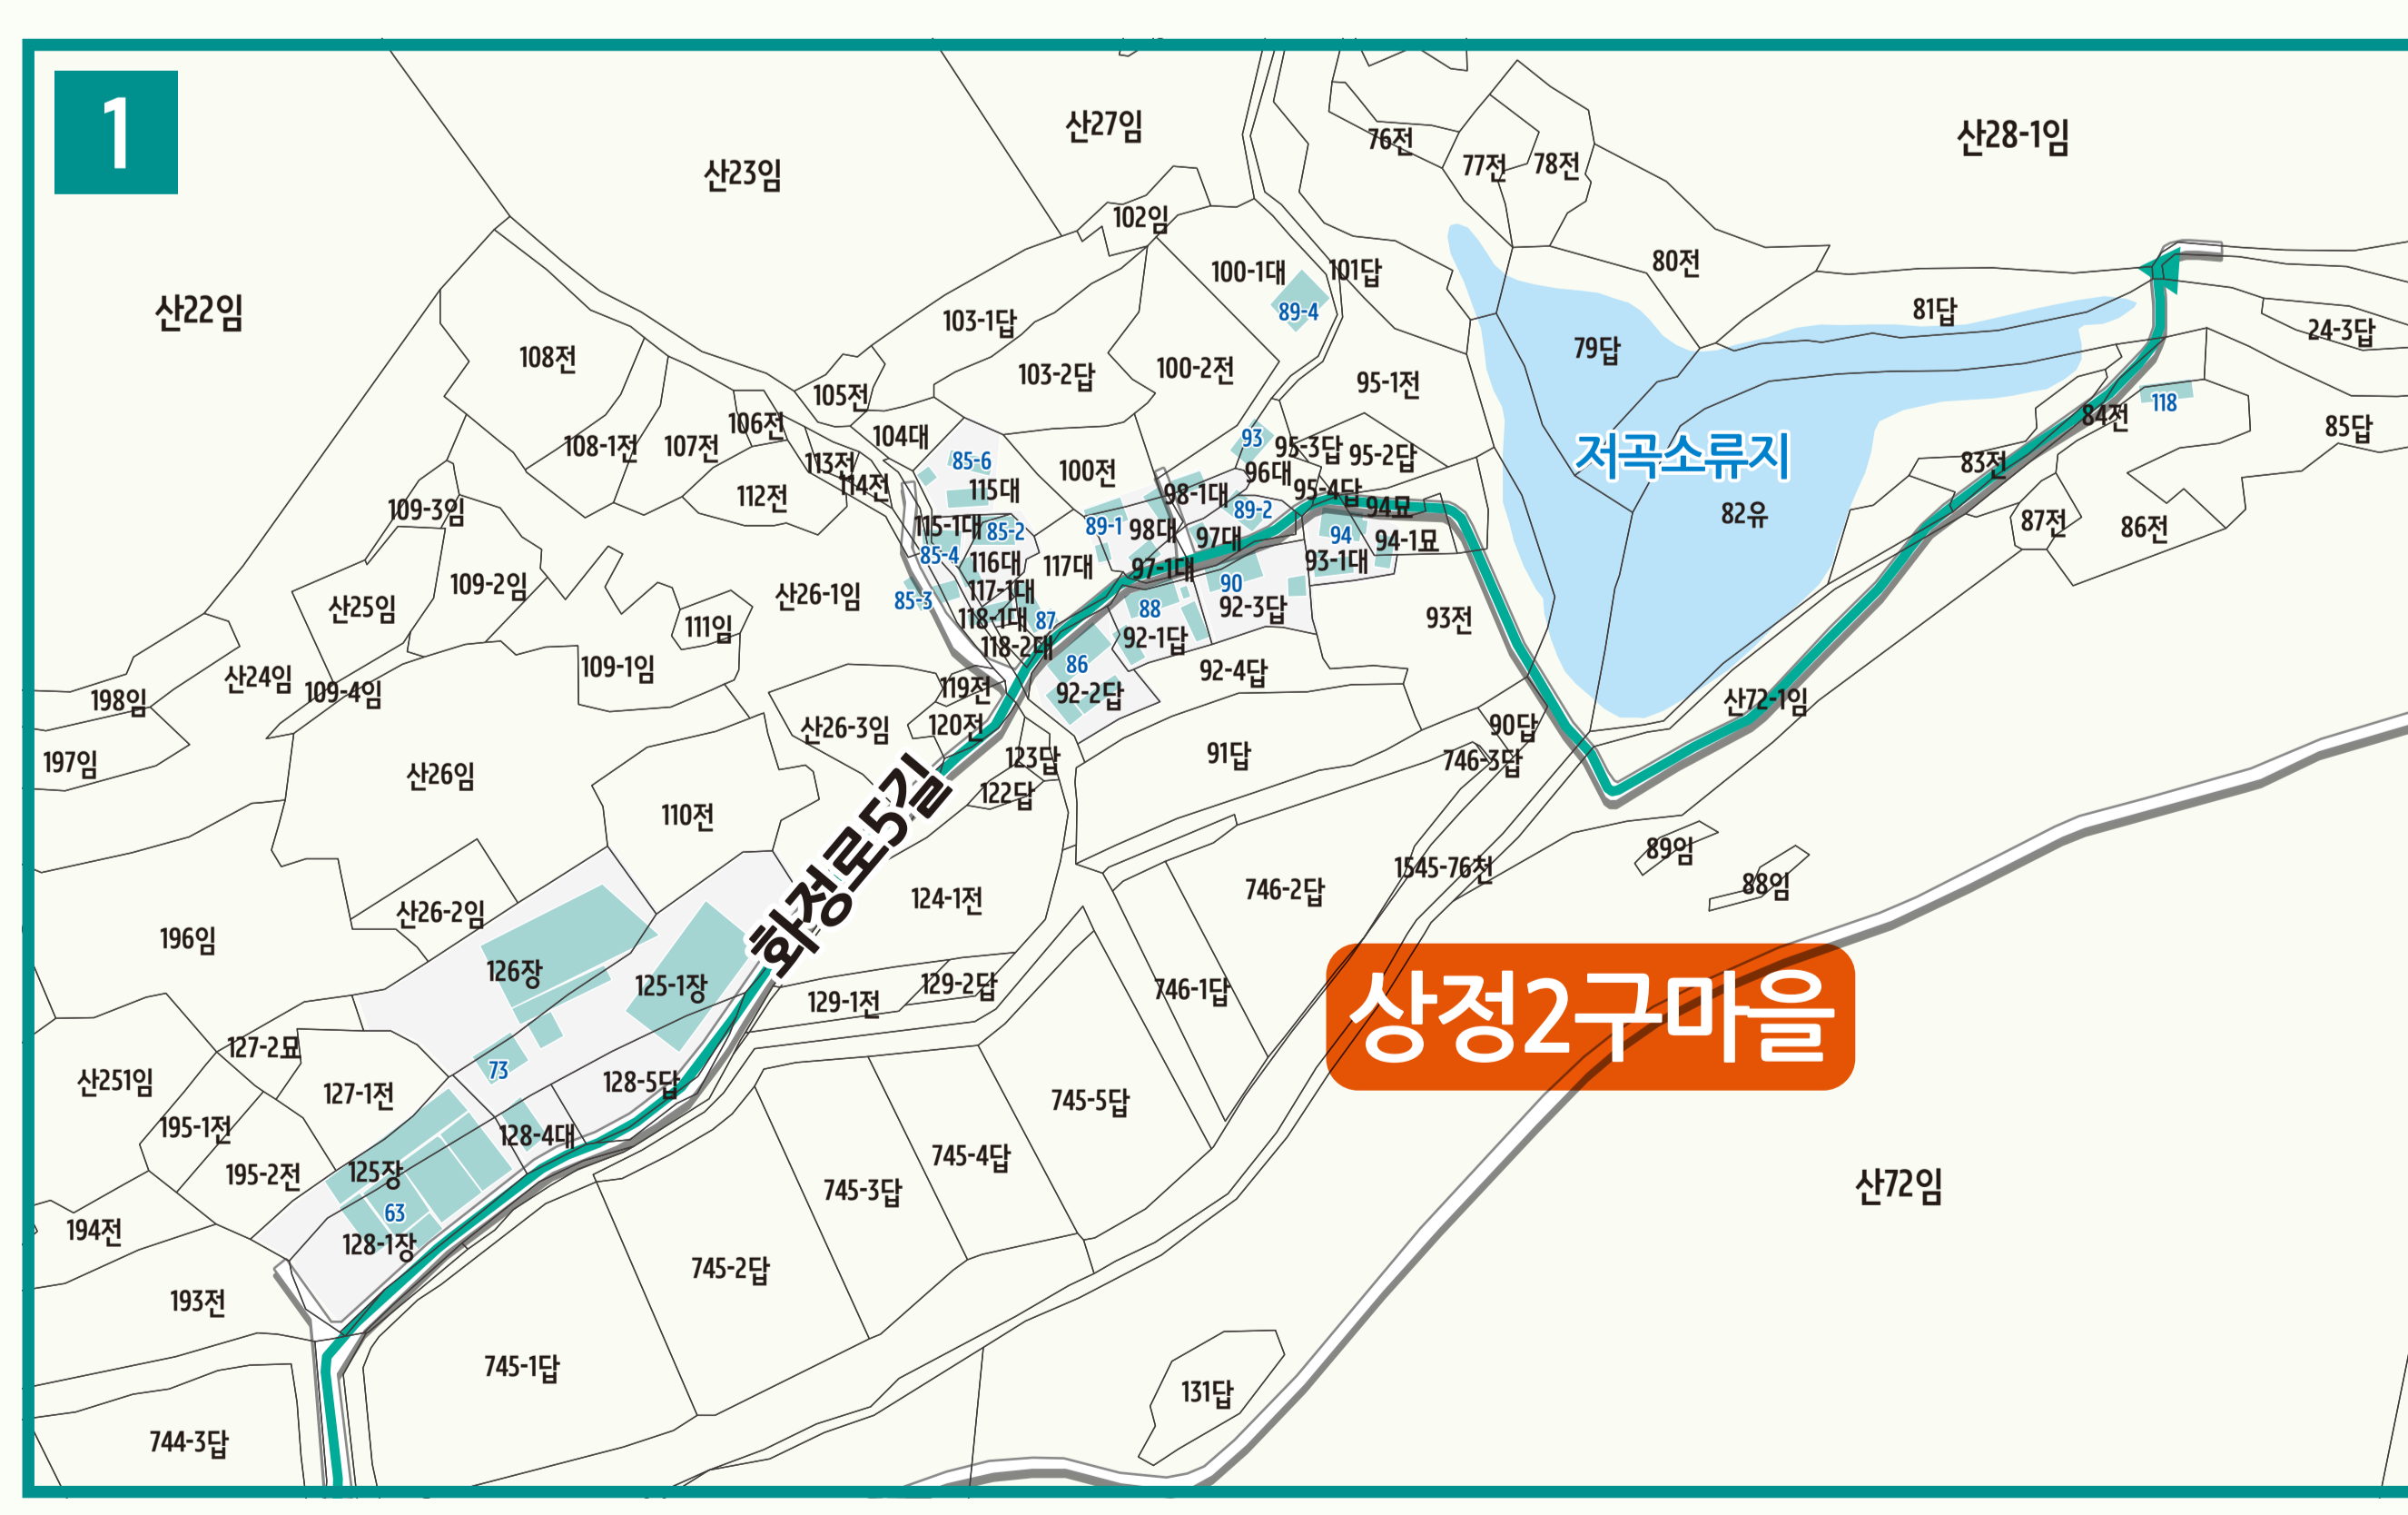 1
산27임
산28-1임
76전
77전
78전
산23임
102임
80전
100-1대
101답
산22임
89-4
81답
103-1답
24-3답
79답
108전
103-2답
100-2전
95-1전
105전
118
84전
106전
85답
104대
93
108-1전
107전
95-3답
95-2답
저곡소류지
113전
85-6
83전
100전
96대
114전
115대
112전
98-1대
95-4답
109-3임
94묘
89-2
82유
115-1대
85-2
89-1
98대
87전
86전
97대
94
94-1묘
85-4
116대
117대
97-1대
93-1대
109-2임
117-1대
90
산26-1임
85-3
산25임
88
92-3답
118-1대
87
93전
111임
92-1답
118-2대
86
109-1임
92-4답
산24임
119전
109-4임
92-2답
198임
산72-1임
산26-3임
120전
90답
91답
123답
746-3답
197임
산26임
122답
110전
화정로5길
89임
1545-76천
88임
746-2답
124-1전
산26-2임
196임
126장
125-1장
129-2답
746-1답
129-1전
상정2구마을
127-2묘
73
산251임
128-5답
127-1전
745-5답
195-1전
128-4대
745-4답
125장
195-2전
산72임
745-3답
63
194전
128-1장
745-2답
193전
745-1답
131답
744-3답